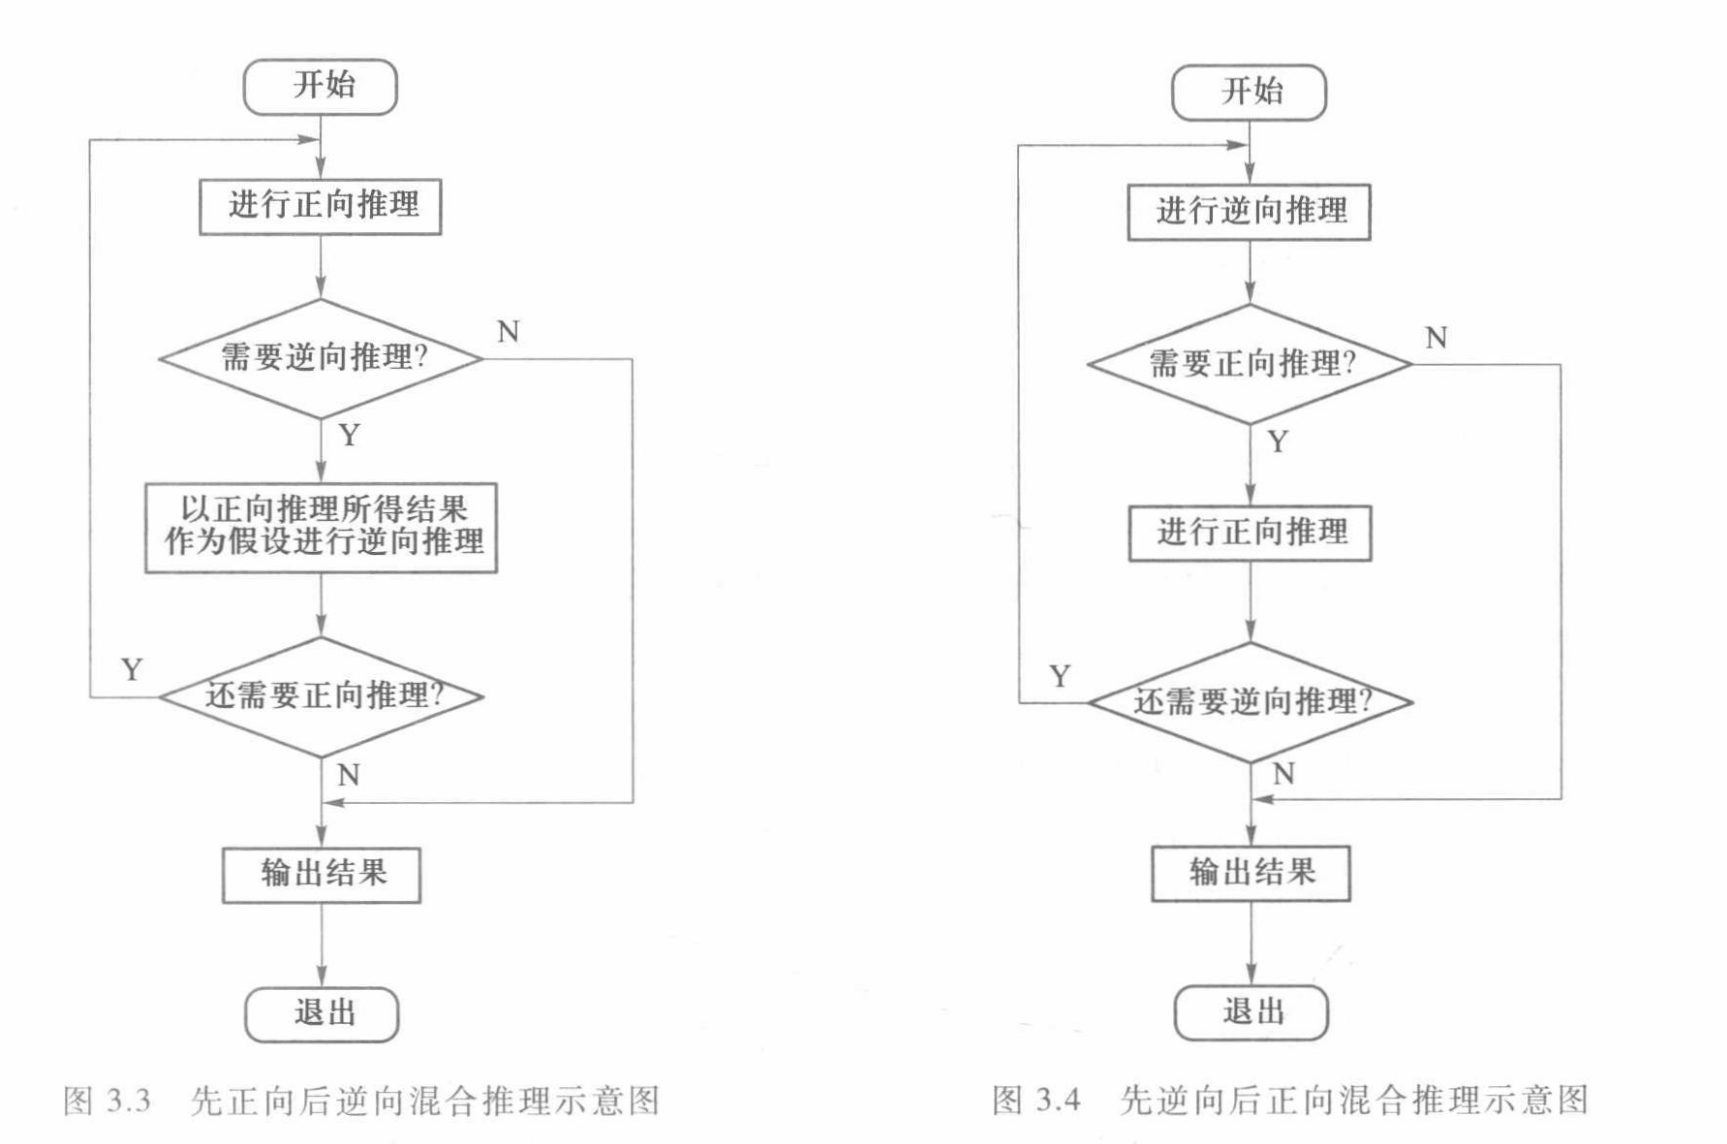 开始
进行正向推理
需要逆向推理?
N
Y
以正向推理所得结果
作为假设进行逆向推理
Y
还需要正向推理?
N
输出结果
退出
图 3.3 先正向后逆向混合推理示意图
开始
进行逆向推理
需要正向推理?
N
Y
进行正向推理
Y
还需要逆向推理?
N
输出结果
退出
图 3.4 先逆向后正向混合推理示意图